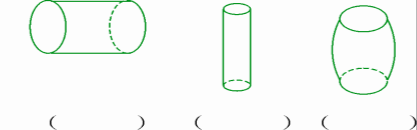 (　　) (　　) (　　)